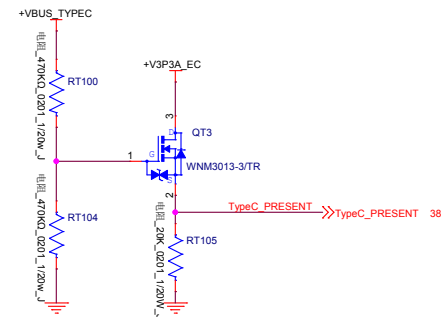 +VBUS_TYPEC
电阻_470KΩ_0201_1/20w_J
RT100
+V3P3A_EC
3
D
QT3
1
G
WNM3013-3/TR
S
2
电阻_470KΩ_0201_1/20w_J
RT104
TypeC_PRESENT
TypeC_PRESENT 38
电阻_20K_0201_1/20W_J
RT105